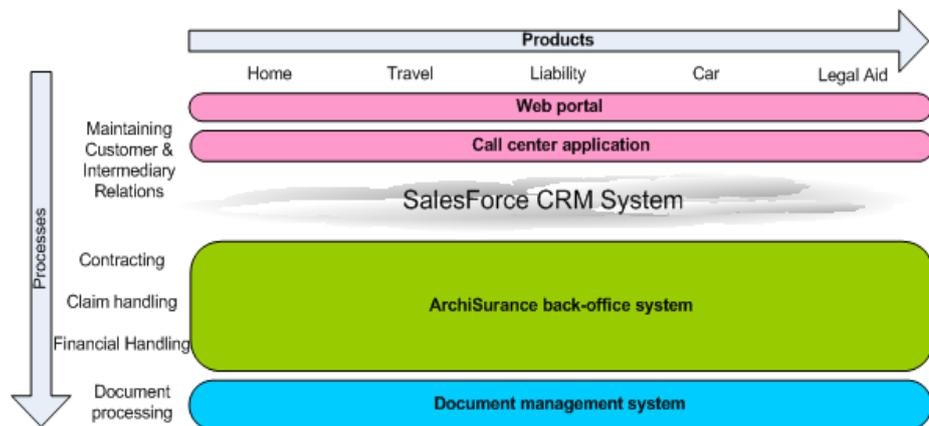 Products
Home Travel Liability Car Legal Aid
Web portal
Call center application
Maintaining
Customer &
Intermediary
Relations
SalesForce CRM System
Processes
Contracting
Claim handling
Financial Handling
ArchiSurance back-office system
Document
processing
Document management system